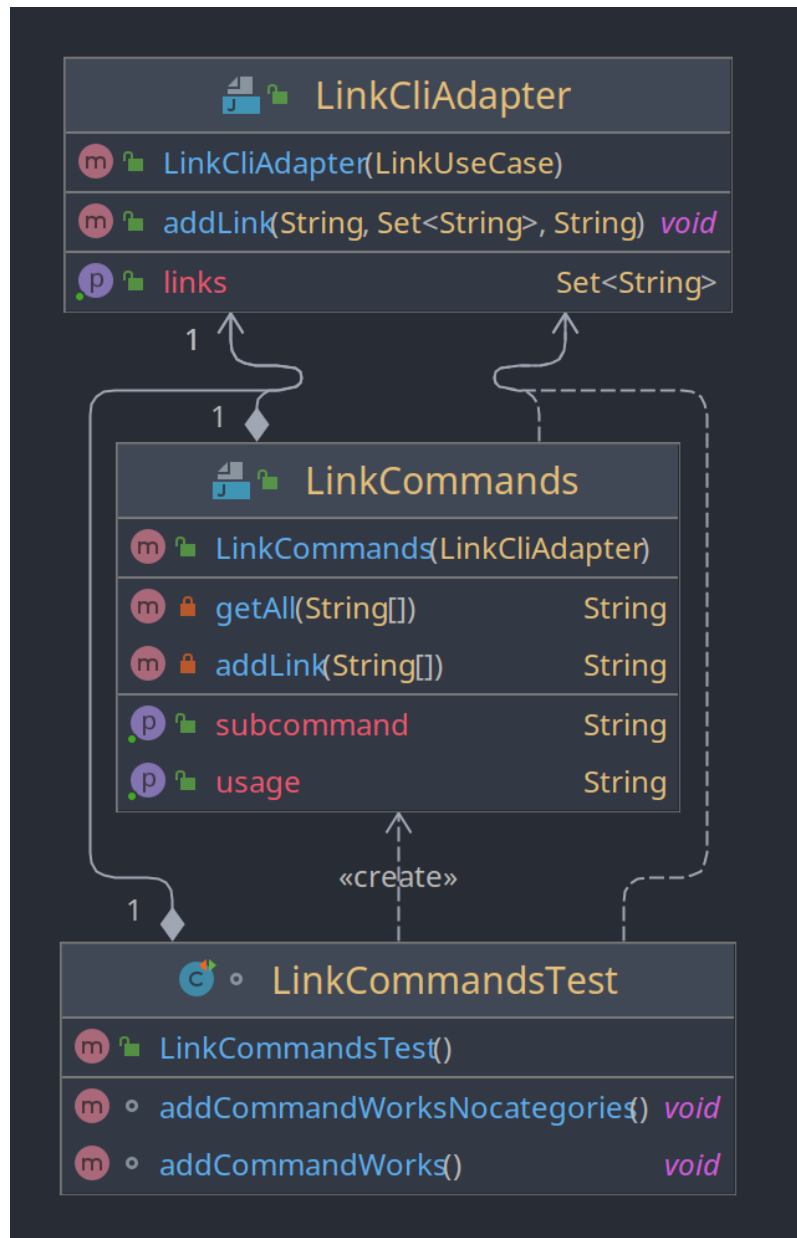 LinkCliAdapter
m LinkCliAdapter(LinkUseCase)
m addLink(String, Set<String>, String) void
p links Set<String>
1
1
LinkCommands
m LinkCommands(LinkCliAdapter)
m getAll(String[]) String
m addLink(String[]) String
p subcommand String
p usage String
«create»
1
C LinkCommandsTest
m LinkCommandsTest()
m addCommandWorksNocategories() void
m addCommandWorks() void